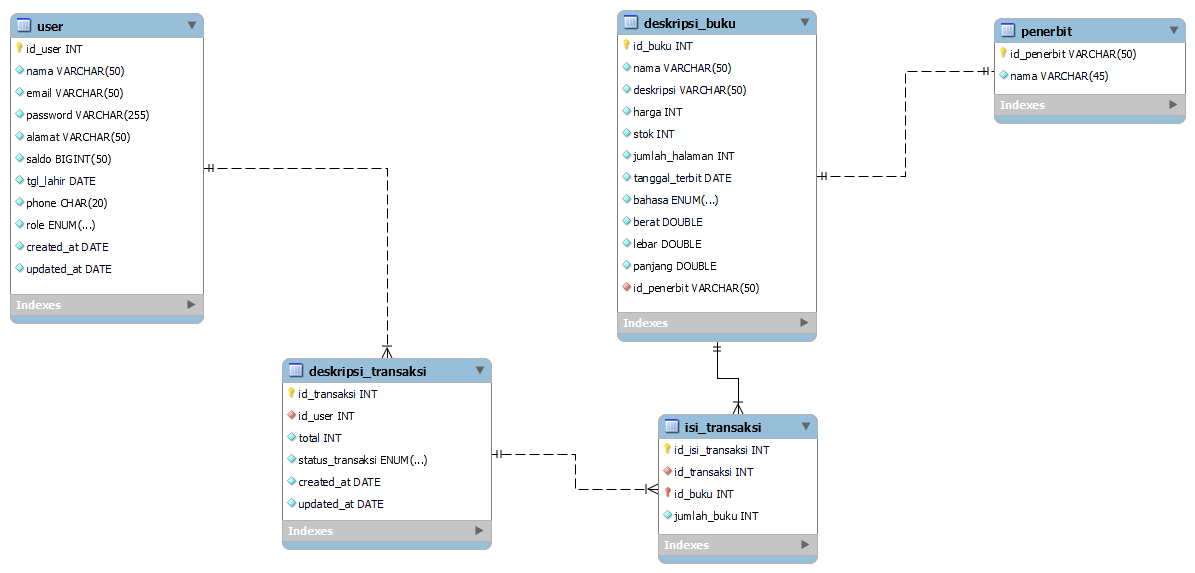 user
id_user INT
nama VARCHAR(50)
email VARCHAR(50)
password VARCHAR(255)
alamat VARCHAR(50)
saldo BIGINT(50)
tgl_lahir DATE
phone CHAR(20)
role ENUM(...)
created_at DATE
updated_at DATE
Indexes
deskripsi_buku
id_buku INT
nama VARCHAR(50)
deskripsi VARCHAR(50)
harga INT
stok INT
jumlah_halaman INT
tanggal_terbit DATE
bahasa ENUM(...)
berat DOUBLE
lebar DOUBLE
panjang DOUBLE
id_penerbit VARCHAR(50)
Indexes
penerbit
id_penerbit VARCHAR(50)
nama VARCHAR(45)
Indexes
deskripsi_transaksi
id_transaksi INT
id_user INT
total INT
status_transaksi ENUM(...)
created_at DATE
updated_at DATE
Indexes
isi_transaksi
id_isi_transaksi INT
id_transaksi INT
id_buku INT
jumlah_buku INT
Indexes